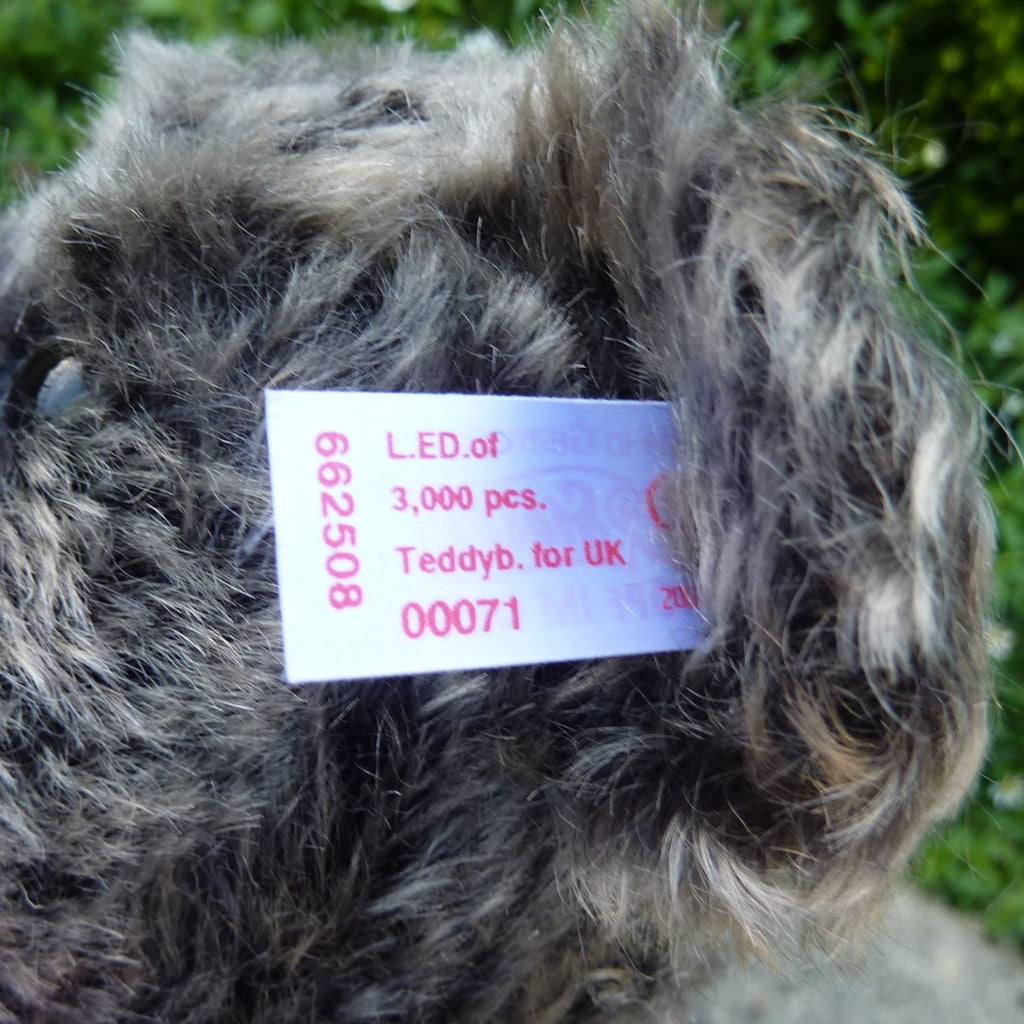 662508
L.ED.of
3,000 pcs.
Teddyb. for UK
00071